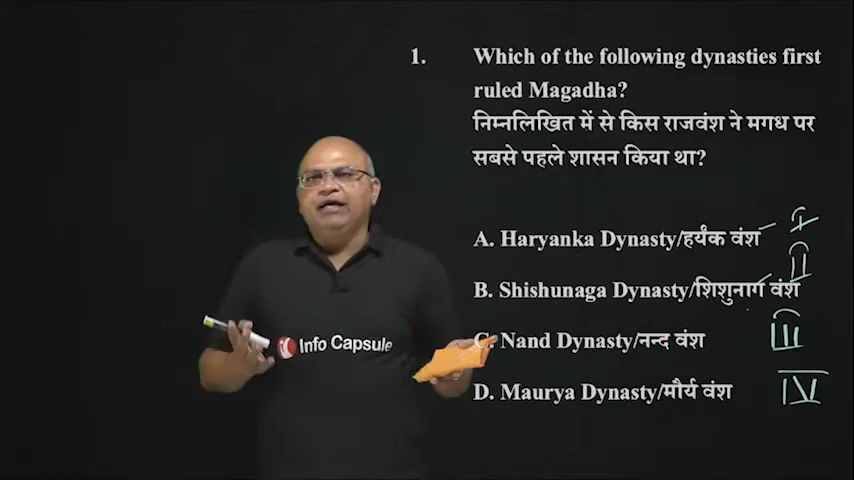 1. Which of the following dynasties first
ruled Magadha?
निम्नलिखित में से किस राजवंश ने मगध पर
सबसे पहले शासन किया था?
A. Haryanka Dynasty/हर्यंक वंश I
B. Shishunaga Dynasty/शिशुनाग वंश II
C. Nand Dynasty/नन्द वंश III
D. Maurya Dynasty/मौर्य वंश IV
Info Capsule